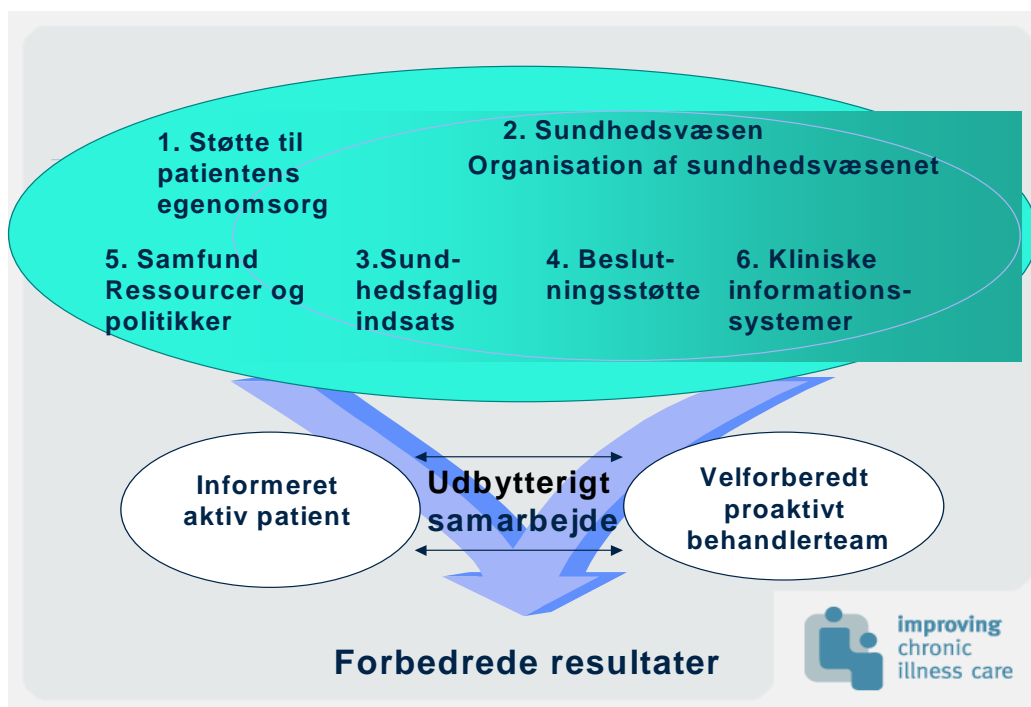 1. Støtte til
patientens
egenomsorg
2. Sundhedsvæsen
Organisation af sundhedsvæsenet
5. Samfund
Ressourcer og
politikker
3.Sund-
hedsfaglig
indsats
4. Beslut-
ningsstøtte
6. Kliniske
informations-
systemer
Informeret
aktiv patient
Udbytterigt
samarbejde
Velforberedt
proaktivt
behandlerteam
Forbedrede resultater
improving
chronic
illness care